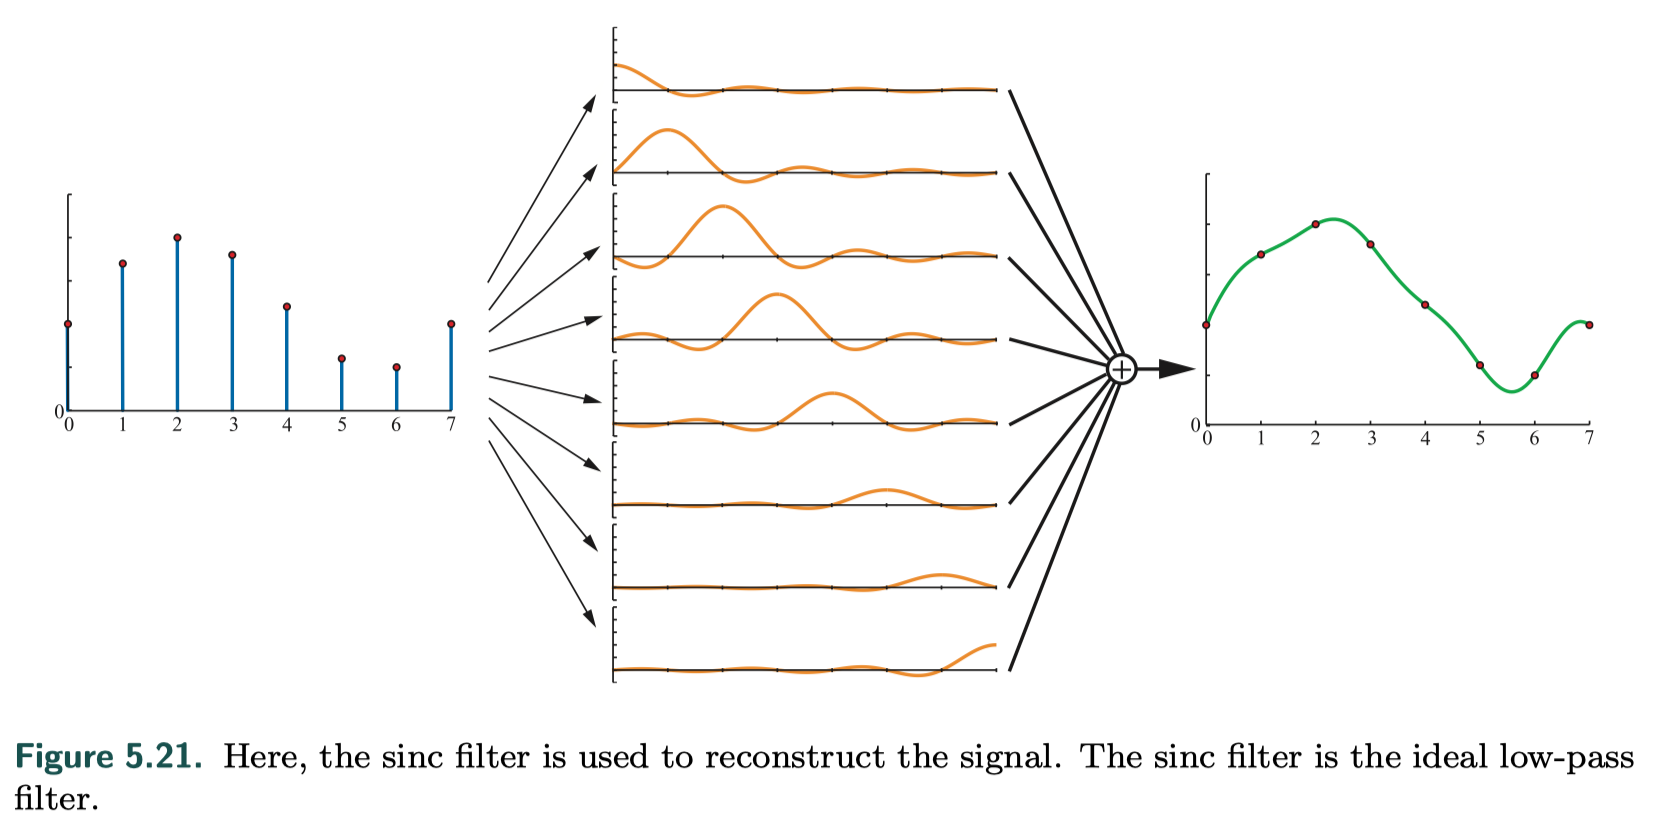 0
0 1 2 3 4 5 6 7
0
0 1 2 3 4 5 6 7
Figure 5.21. Here, the sinc filter is used to reconstruct the signal. The sinc filter is the ideal low-pass
filter.